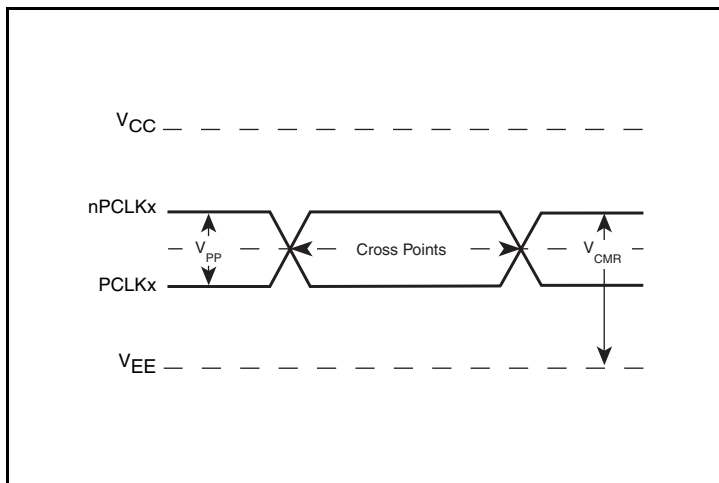 VCC
nPCLKx
VPP
Cross Points
VCMR
PCLKx
VEE